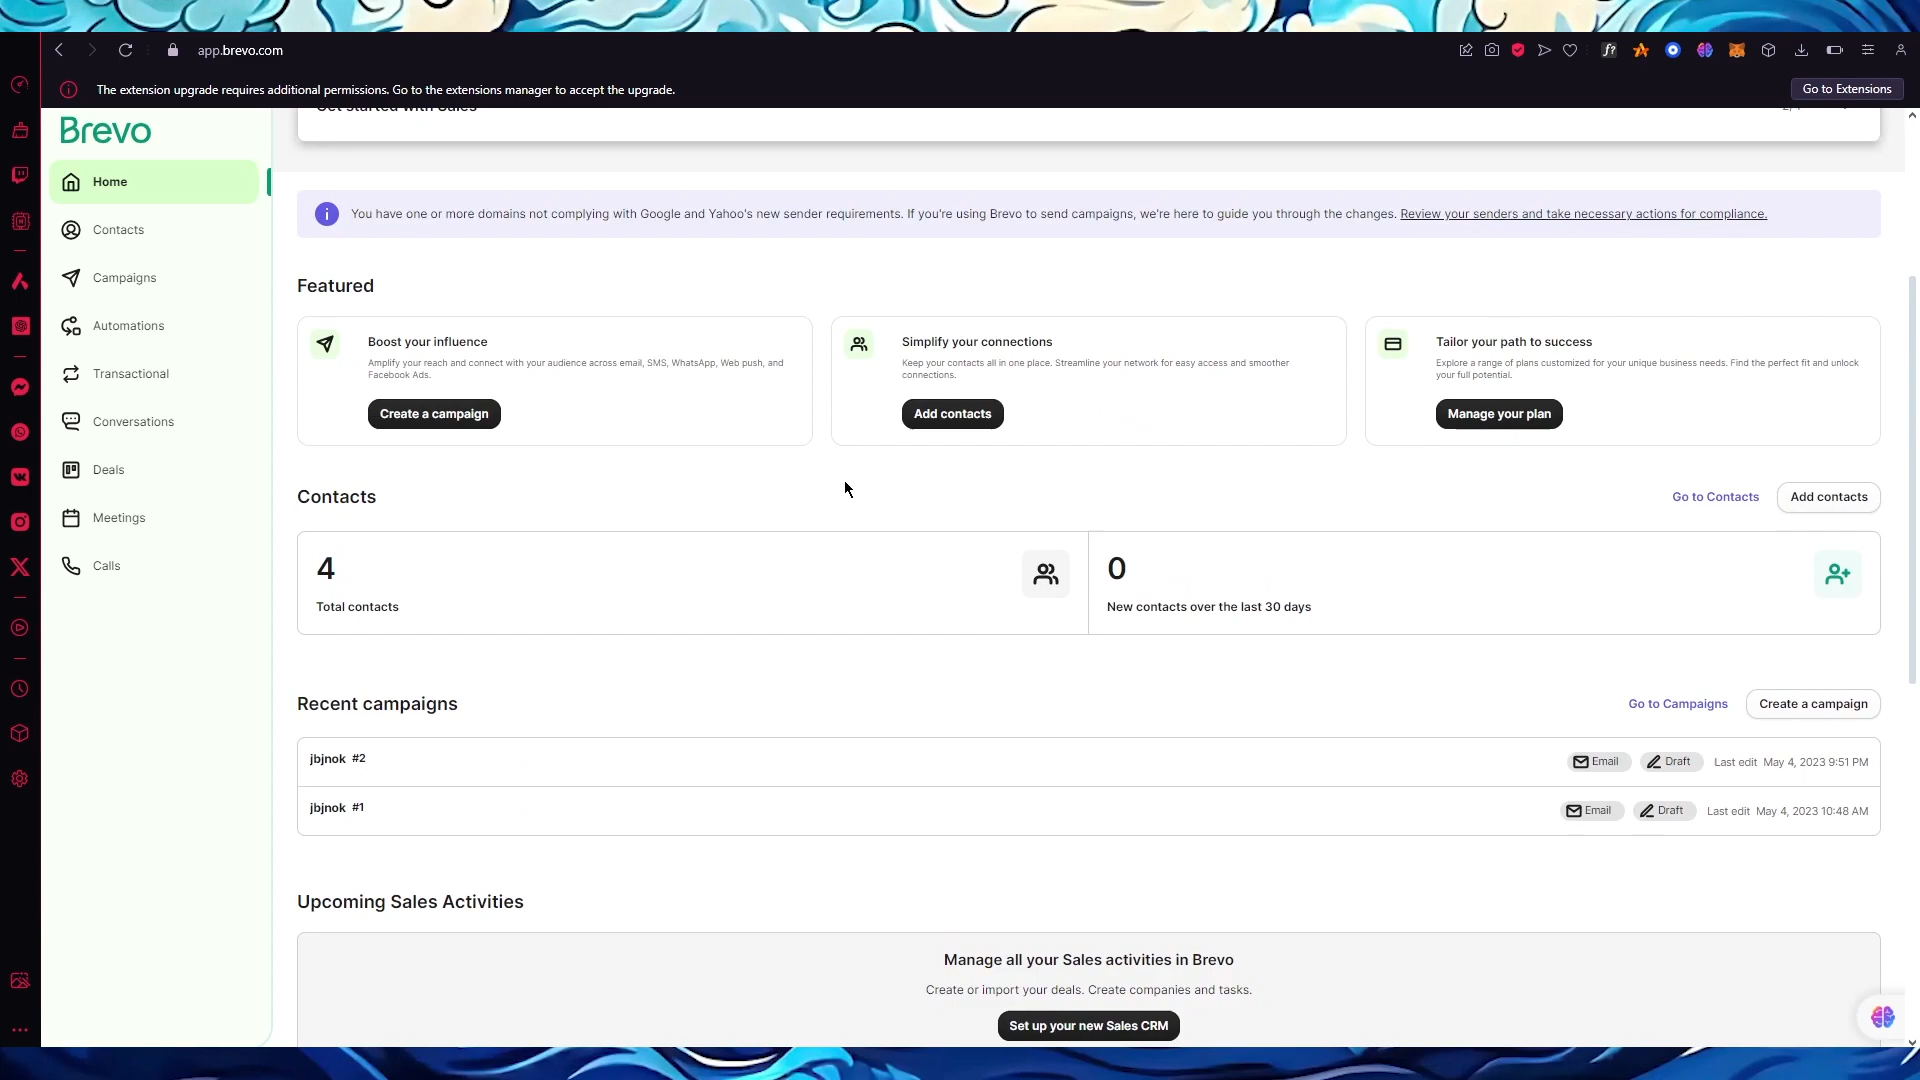 app.brevo.com
The extension upgrade requires additional permissions. Go to the extensions manager to accept the upgrade.
Go to Extensions
Brevo
Get started with Sales
Home
Contacts
Campaigns
Automations
Transactional
Conversations
Deals
Meetings
Calls
You have one or more domains not complying with Google and Yahoo's new sender requirements. If you're using Brevo to send campaigns, we're here to guide you through the changes. Review your senders and take necessary actions for compliance.
Featured
Boost your influence
Amplify your reach and connect with your audience across email, SMS, WhatsApp, Web push, and
Facebook Ads.
Create a campaign
Simplify your connections
Keep your contacts all in one place. Streamline your network for easy access and smoother
connections.
Add contacts
Tailor your path to success
Explore a range of plans customized for your unique business needs. Find the perfect fit and unlock
your full potential.
Manage your plan
Contacts
Go to Contacts
Add contacts
4
Total contacts
0
New contacts over the last 30 days
Recent campaigns
Go to Campaigns
Create a campaign
jbjnok #2
Email
Draft
Last edit May 4, 2023 9:51 PM
jbjnok #1
Email
Draft
Last edit May 4, 2023 10:48 AM
Upcoming Sales Activities
Manage all your Sales activities in Brevo
Create or import your deals. Create companies and tasks.
Set up your new Sales CRM